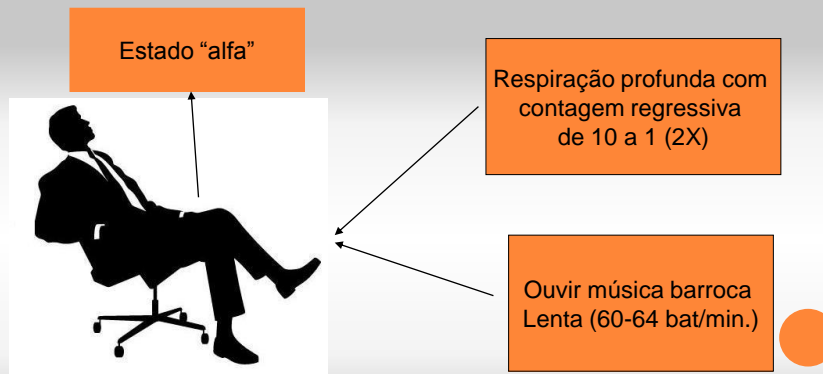 Estado “alfa”
Respiração profunda com
contagem regressiva
de 10 a 1 (2X)
Ouvir música barroca
Lenta (60-64 bat/min.)